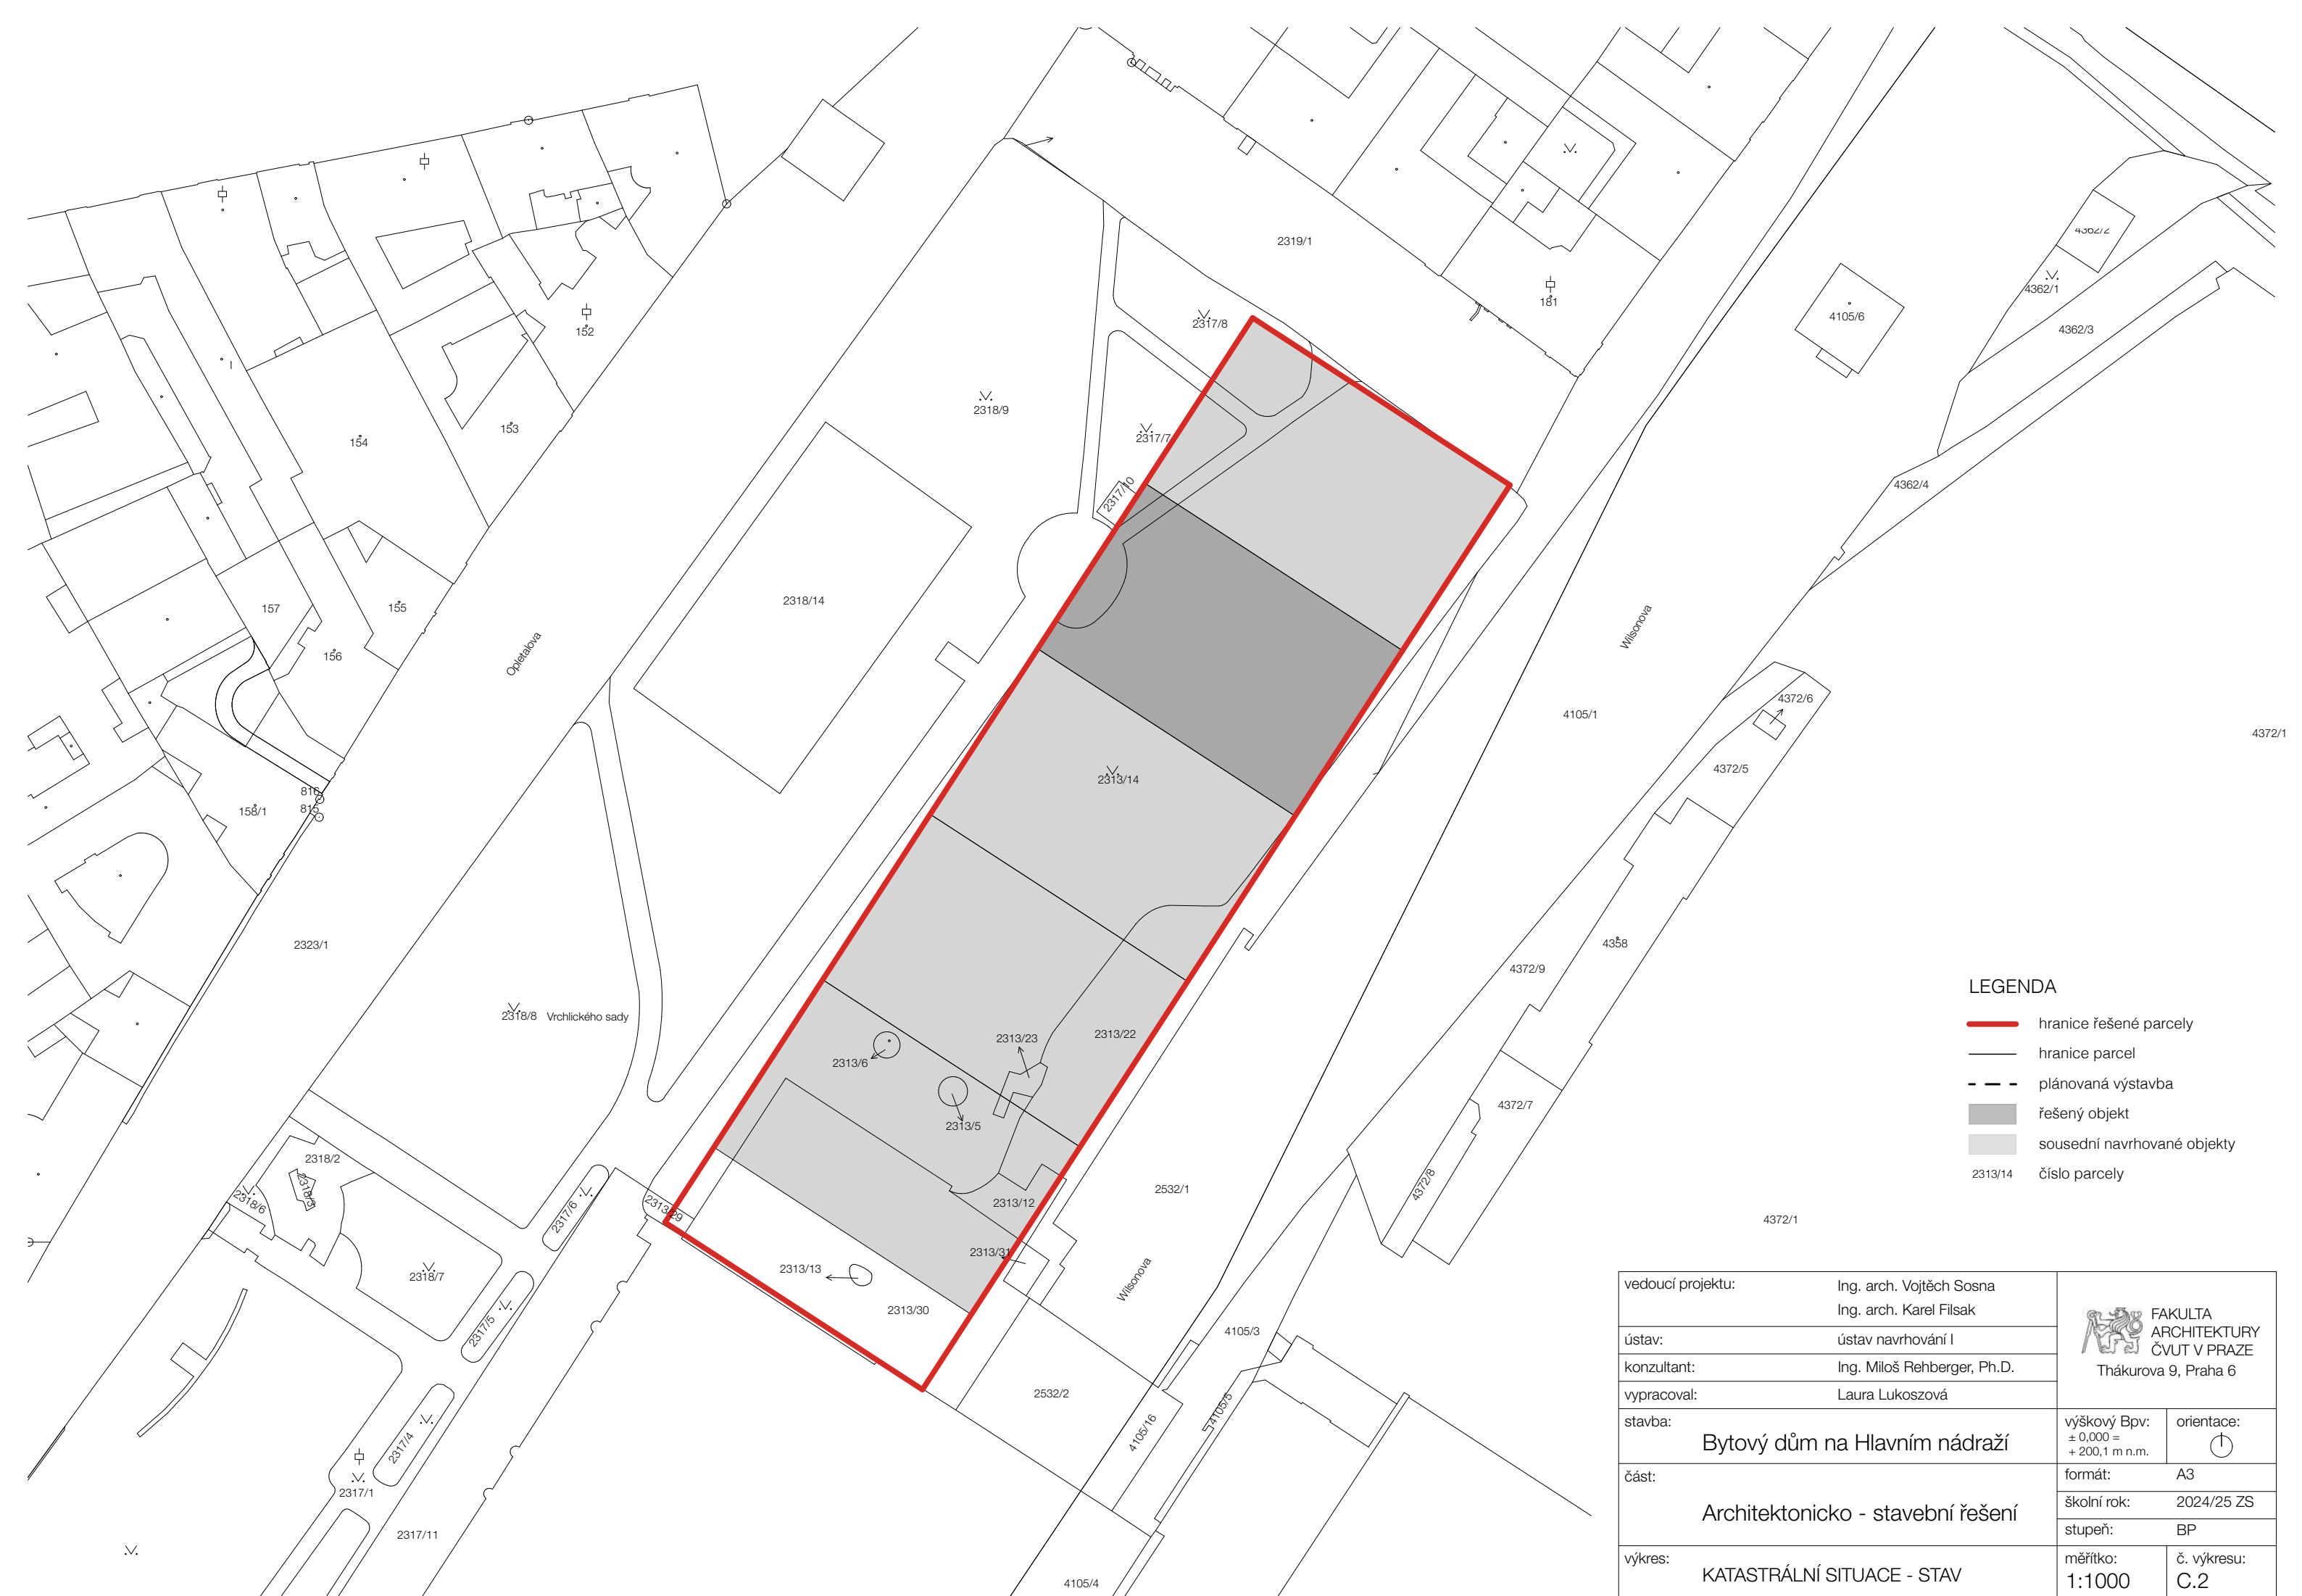 2319/1
181
4362/2
4362/1
4362/3
4105/6
2317/8
152
2318/9
153
154
2317/7
2317/10
4362/4
2318/14
157
155
156
Opletalova
Wilsonova
4372/6
4105/1
4372/1
4372/5
2313/14
816
815
158/1
2323/1
4358
4372/9
2318/8 Vrchlického sady
2313/22
2313/23
2313/6
2313/5
4372/7
2318/2
2318/3
2318/6
2317/6
2313/29
2313/12
2532/1
4372/8
4372/1
2313/31
2313/13
2318/7
Wilsonova
2313/30
2317/5
4105/3
2532/2
4105/5
4105/16
2317/4
2317/1
2317/11
4105/4
LEGENDA
hranice řešené parcely
hranice parcel
plánovaná výstavba
řešený objekt
sousední navrhované objekty
2313/14 číslo parcely
vedoucí projektu: Ing. arch. Vojtěch Sosna
Ing. arch. Karel Filsak
ústav: ústav navrhování I
konzultant: Ing. Miloš Rehberger, Ph.D.
vypracoval: Laura Lukoszová
FAKULTA
ARCHITEKTURY
ČVUT V PRAZE
Thákurova 9, Praha 6
stavba:
Bytový dům na Hlavním nádraží
výškový Bpv:
± 0,000 =
+ 200,1 m n.m.
orientace:
část:
Architektonicko - stavební řešení
formát: A3
školní rok: 2024/25 ZS
stupeň: BP
výkres:
KATASTRÁLNÍ SITUACE - STAV
měřítko:
1:1000
č. výkresu:
C.2